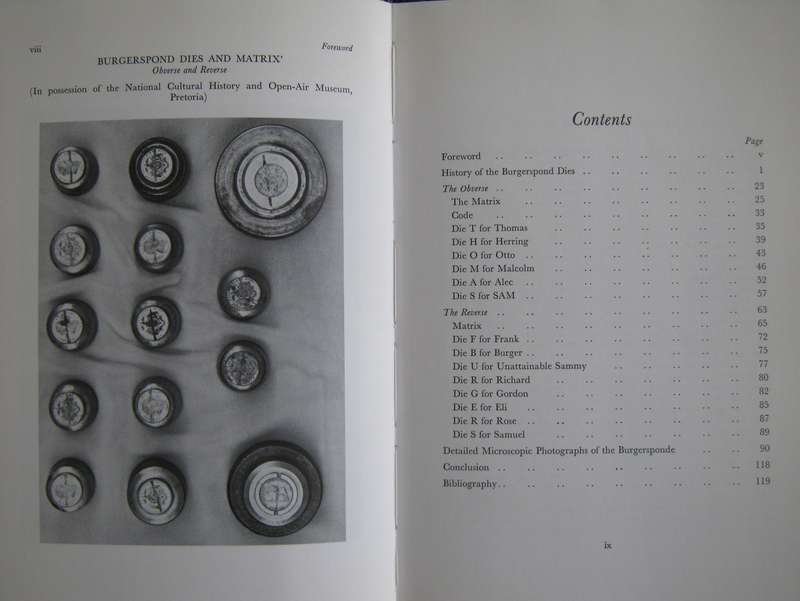 viii
Foreword
BURGERSPOND DIES AND MATRIX'
Obverse and Reverse
(In possession of the National Cultural History and Open-Air Museum,
Pretoria)
Contents
Page
Foreword .. .. .. .. .. .. .. .. .. v
History of the Burgerspond Dies .. .. .. .. .. .. 1
The Obverse .. .. .. .. .. .. .. .. .. 23
The Matrix .. .. .. .. .. .. .. .. 25
Code .. .. .. .. .. .. .. .. .. 33
Die T for Thomas .. .. .. .. .. .. .. 35
Die H for Herring .. .. .. .. .. .. .. 39
Die O for Otto .. .. .. .. .. .. .. .. 43
Die M for Malcolm .. .. .. .. .. .. .. 46
Die A for Alec .. .. .. .. .. .. .. .. 52
Die S for SAM .. .. .. .. .. .. .. .. 57
The Reverse .. .. .. .. .. .. .. .. .. 63
Matrix .. .. .. .. .. .. .. .. .. 65
Die F for Frank .. .. .. .. .. .. .. .. 72
Die B for Burger .. .. .. .. .. .. .. .. 75
Die U for Unattainable Sammy .. .. .. .. .. 77
Die R for Richard .. .. .. .. .. .. .. 80
Die G for Gordon .. .. .. .. .. .. .. 82
Die E for Eli .. .. .. .. .. .. .. .. 85
Die R for Rose .. .. .. .. .. .. .. .. 87
Die S for Samuel .. .. .. .. .. .. .. 89
Detailed Microscopic Photographs of the Burgersponde .. .. 90
Conclusion .. .. .. .. .. .. .. .. .. 118
Bibliography .. .. .. .. .. .. .. .. .. 119
ix